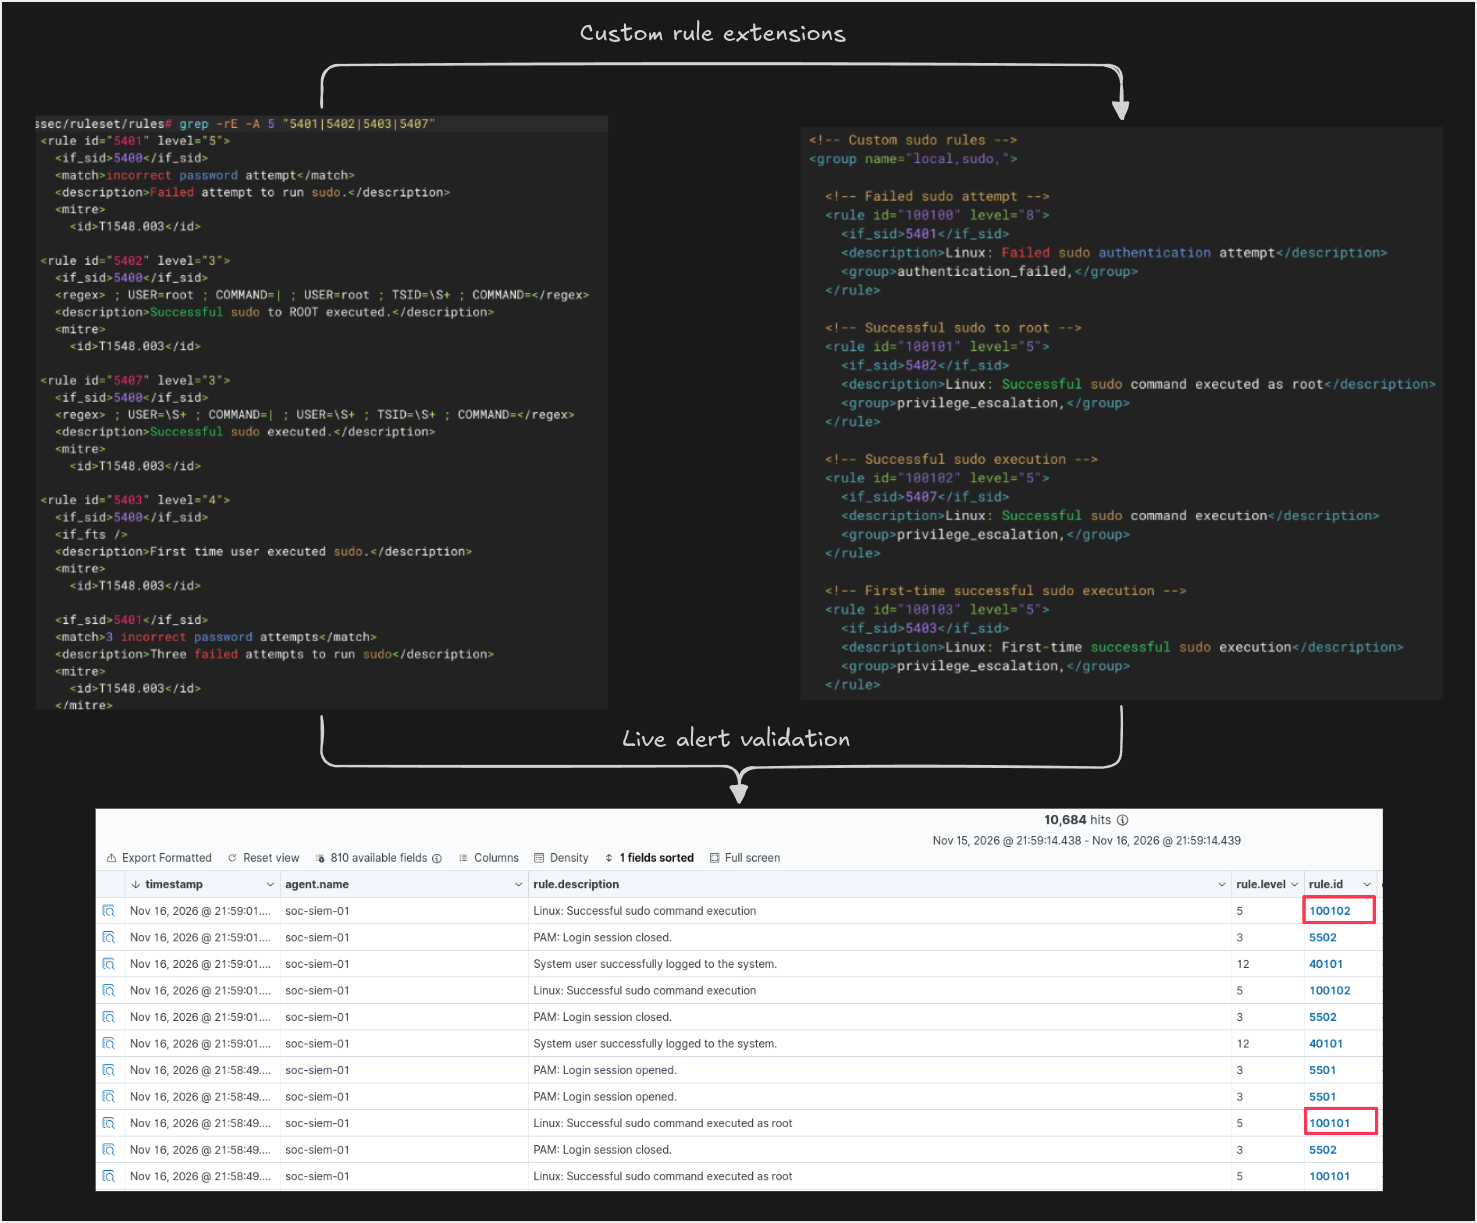 Custom rule extensions
ssec/ruleset/rules# grep -rE -A 5 "5401|5402|5403|5407"
<rule id="5401" level="5">
<if_sid>5400</if_sid>
<match>incorrect password attempt</match>
<description>Failed attempt to run sudo.</description>
<mitre>
<id>T1548.003</id>
<rule id="5402" level="3">
<if_sid>5400</if_sid>
<regex> ; USER=root ; COMMAND=| ; USER=root ; TSID=\S+ ; COMMAND=</regex>
<description>Successful sudo to ROOT executed.</description>
<mitre>
<id>T1548.003</id>
<rule id="5407" level="3">
<if_sid>5400</if_sid>
<regex> ; USER=\S+ ; COMMAND=| ; USER=\S+ ; TSID=\S+ ; COMMAND=</regex>
<description>Successful sudo executed.</description>
<mitre>
<id>T1548.003</id>
<rule id="5403" level="4">
<if_sid>5400</if_sid>
<if_fts />
<description>First time user executed sudo.</description>
<mitre>
<id>T1548.003</id>
<if_sid>5401</if_sid>
<match>3 incorrect password attempts</match>
<description>Three failed attempts to run sudo</description>
<mitre>
<id>T1548.003</id>
</mitre>
<!-- Custom sudo rules -->
<group name="local,sudo,">
<!-- Failed sudo attempt -->
<rule id="100100" level="8">
<if_sid>5401</if_sid>
<description>Linux: Failed sudo authentication attempt</description>
<group>authentication_failed,</group>
</rule>
<!-- Successful sudo to root -->
<rule id="100101" level="5">
<if_sid>5402</if_sid>
<description>Linux: Successful sudo command executed as root</description>
<group>privilege_escalation,</group>
</rule>
<!-- Successful sudo execution -->
<rule id="100102" level="5">
<if_sid>5407</if_sid>
<description>Linux: Successful sudo command execution</description>
<group>privilege_escalation,</group>
</rule>
<!-- First-time successful sudo execution -->
<rule id="100103" level="5">
<if_sid>5403</if_sid>
<description>Linux: First-time successful sudo execution</description>
<group>privilege_escalation,</group>
</rule>
Live alert validation
10,684 hits
Nov 15, 2026 @ 21:59:14.438 - Nov 16, 2026 @ 21:59:14.439
Export Formatted Reset view 810 available fields Columns Density 1 fields sorted Full screen
timestamp agent.name rule.description rule.level rule.id
Nov 16, 2026 @ 21:59:01.... soc-siem-01 Linux: Successful sudo command execution 5 100102
Nov 16, 2026 @ 21:59:01.... soc-siem-01 PAM: Login session closed. 3 5502
Nov 16, 2026 @ 21:59:01.... soc-siem-01 System user successfully logged to the system. 12 40101
Nov 16, 2026 @ 21:59:01.... soc-siem-01 Linux: Successful sudo command execution 5 100102
Nov 16, 2026 @ 21:59:01.... soc-siem-01 PAM: Login session closed. 3 5502
Nov 16, 2026 @ 21:59:01.... soc-siem-01 System user successfully logged to the system. 12 40101
Nov 16, 2026 @ 21:58:49.... soc-siem-01 PAM: Login session opened. 3 5501
Nov 16, 2026 @ 21:58:49.... soc-siem-01 PAM: Login session opened. 3 5501
Nov 16, 2026 @ 21:58:49.... soc-siem-01 Linux: Successful sudo command executed as root 5 100101
Nov 16, 2026 @ 21:58:49.... soc-siem-01 PAM: Login session closed. 3 5502
Nov 16, 2026 @ 21:58:49.... soc-siem-01 Linux: Successful sudo command executed as root 5 100101